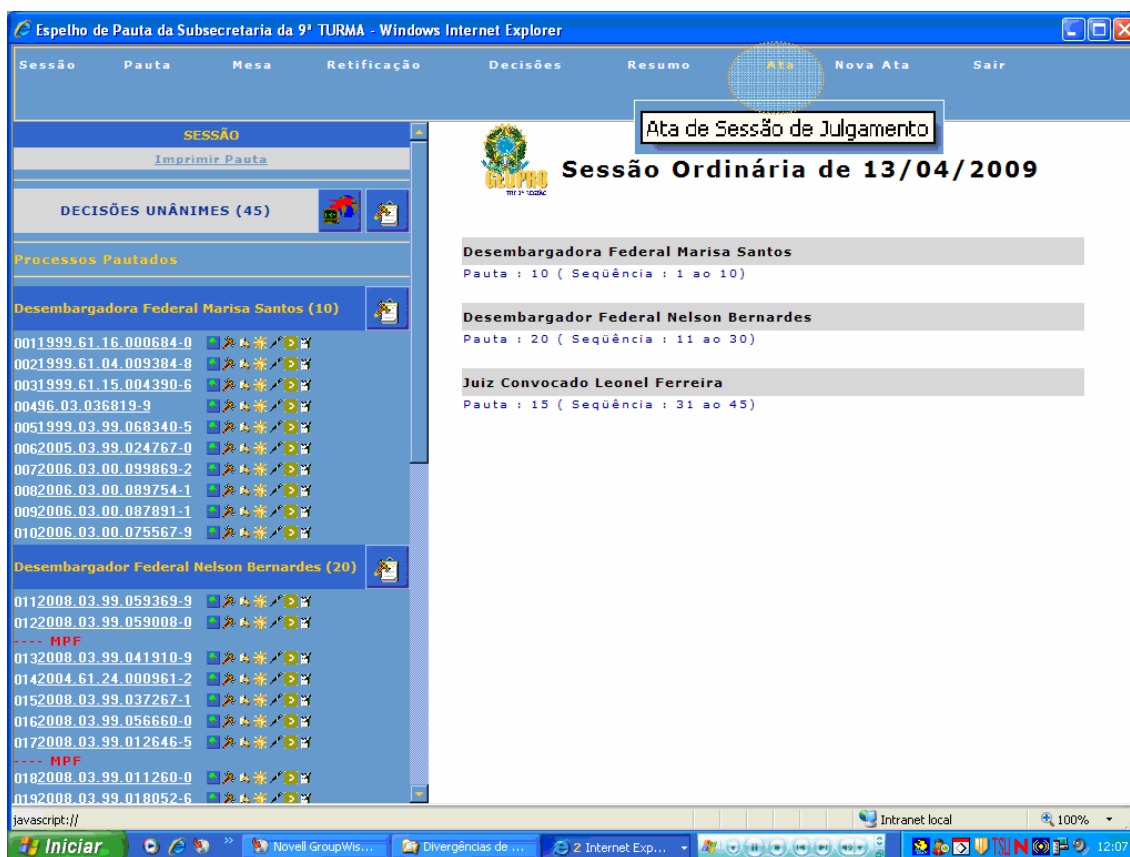 Espelho de Pauta da Subsecretaria da 9ª TURMA - Windows Internet Explorer
Sessão Pauta Mesa Retificação Decisões Resumo Ata Nova Ata Sair
Ata de Sessão de Julgamento
SESSÃO
Imprimir Pauta
DECISÕES UNÂNIMES (45)
Processos Pautados
Desembargadora Federal Marisa Santos (10)
0011999.61.16.000684-0
0021999.61.04.009384-8
0031999.61.15.004390-6
00496.03.036819-9
0051999.03.99.068340-5
0062005.03.99.024767-0
0072006.03.00.099869-2
0082006.03.00.089754-1
0092006.03.00.087891-1
0102006.03.00.075567-9
Desembargador Federal Nelson Bernardes (20)
0112008.03.99.059369-9
0122008.03.99.059008-0
---- MPF
0132008.03.99.041910-9
0142004.61.24.000961-2
0152008.03.99.037267-1
0162008.03.99.056660-0
0172008.03.99.012646-5
---- MPF
0182008.03.99.011260-0
0192008.03.99.018052-6
GEDPRO
Sessão Ordinária de 13/04/2009
Desembargadora Federal Marisa Santos
Pauta : 10 ( Seqüência : 1 ao 10)
Desembargador Federal Nelson Bernardes
Pauta : 20 ( Seqüência : 11 ao 30)
Juiz Convocado Leonel Ferreira
Pauta : 15 ( Seqüência : 31 ao 45)
javascript:// Intranet local 100%
Iniciar Novell GroupWis... Divergências de ... 2 Internet Exp... 12:07